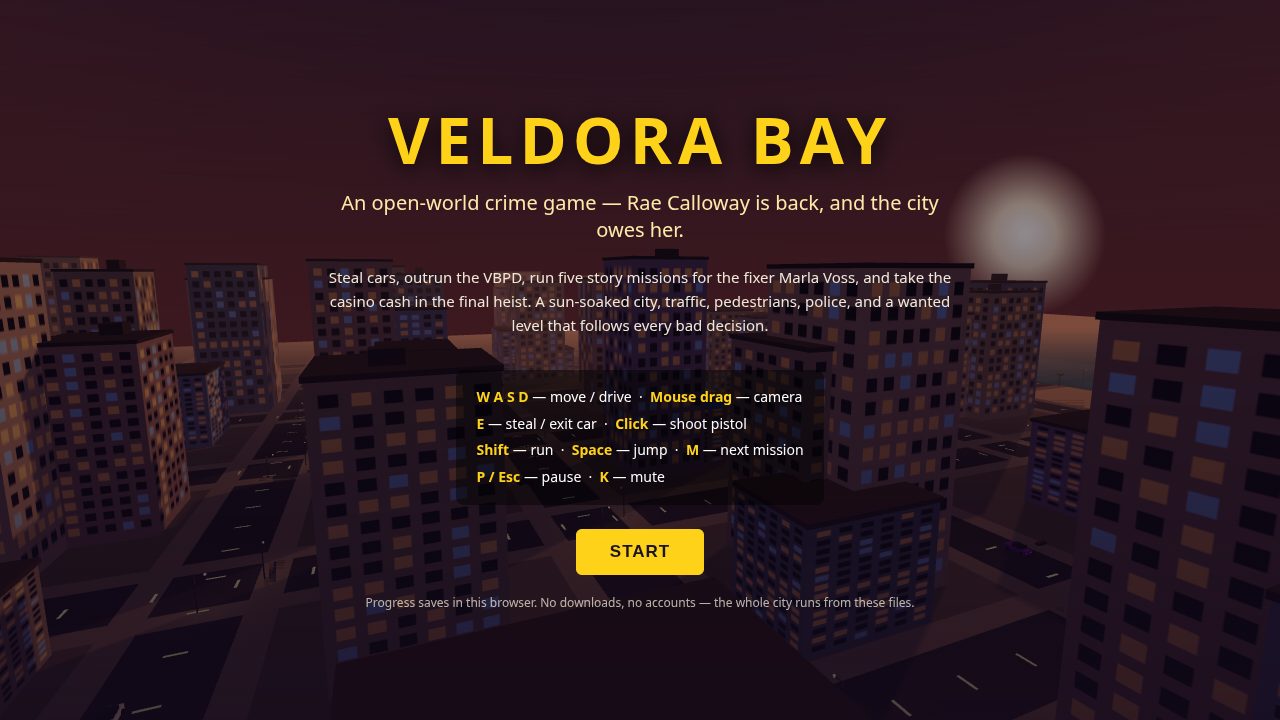 VELDORA BAY
An open-world crime game — Rae Calloway is back, and the city
owes her.
Steal cars, outrun the VBPD, run five story missions for the fixer Marla Voss, and take the
casino cash in the final heist. A sun-soaked city, traffic, pedestrians, police, and a wanted
level that follows every bad decision.
W A S D — move / drive · Mouse drag — camera
E — steal / exit car · Click — shoot pistol
Shift — run · Space — jump · M — next mission
P / Esc — pause · K — mute
START
Progress saves in this browser. No downloads, no accounts — the whole city runs from these files.